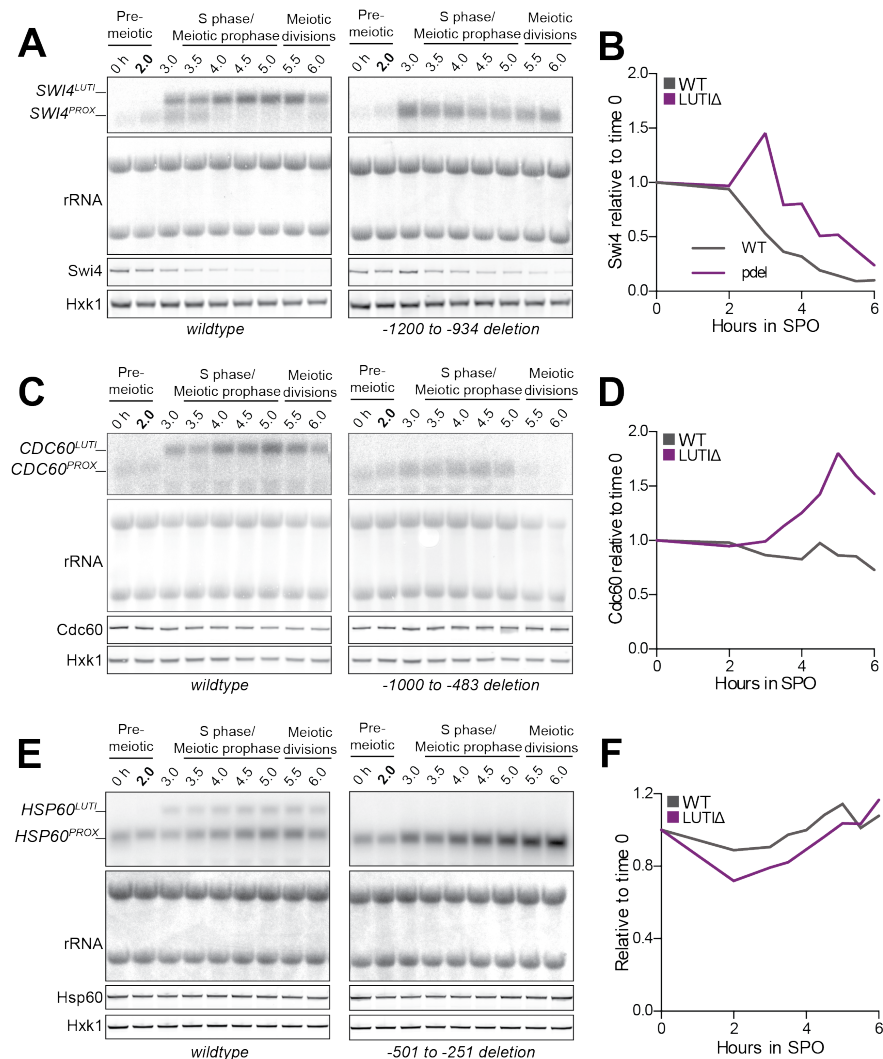 A
Pre-
meiotic
S phase/
Meiotic prophase
Meiotic
divisions
0 h 2.0 3.0 3.5 4.0 4.5 5.0 5.5 6.0
Pre-
meiotic
S phase/
Meiotic prophase
Meiotic
divisions
0 h 2.0 3.0 3.5 4.0 4.5 5.0 5.5 6.0
SWI4LUTI
SWI4PROX
rRNA
Swi4
Hxk1
wildtype
-1200 to -934 deletion
B
Swi4 relative to time 0
2.0
1.5
1.0
0.5
0.0
WT
LUTIΔ
WT
pdel
0 2 4 6
Hours in SPO
C
Pre-
meiotic
S phase/
Meiotic prophase
Meiotic
divisions
0 h 2.0 3.0 3.5 4.0 4.5 5.0 5.5 6.0
Pre-
meiotic
S phase/
Meiotic prophase
Meiotic
divisions
0 h 2.0 3.0 3.5 4.0 4.5 5.0 5.5 6.0
CDC60LUTI
CDC60PROX
rRNA
Cdc60
Hxk1
wildtype
-1000 to -483 deletion
D
Cdc60 relative to time 0
2.0
1.5
1.0
0.5
0.0
WT
LUTIΔ
0 2 4 6
Hours in SPO
E
Pre-
meiotic
S phase/
Meiotic prophase
Meiotic
divisions
0 h 2.0 3.0 3.5 4.0 4.5 5.0 5.5 6.0
Pre-
meiotic
S phase/
Meiotic prophase
Meiotic
divisions
0 h 2.0 3.0 3.5 4.0 4.5 5.0 5.5 6.0
HSP60LUTI
HSP60PROX
rRNA
Hsp60
Hxk1
wildtype
-501 to -251 deletion
F
Relative to time 0
1.2
0.8
0.4
0.0
WT
LUTIΔ
0 2 4 6
Hours in SPO